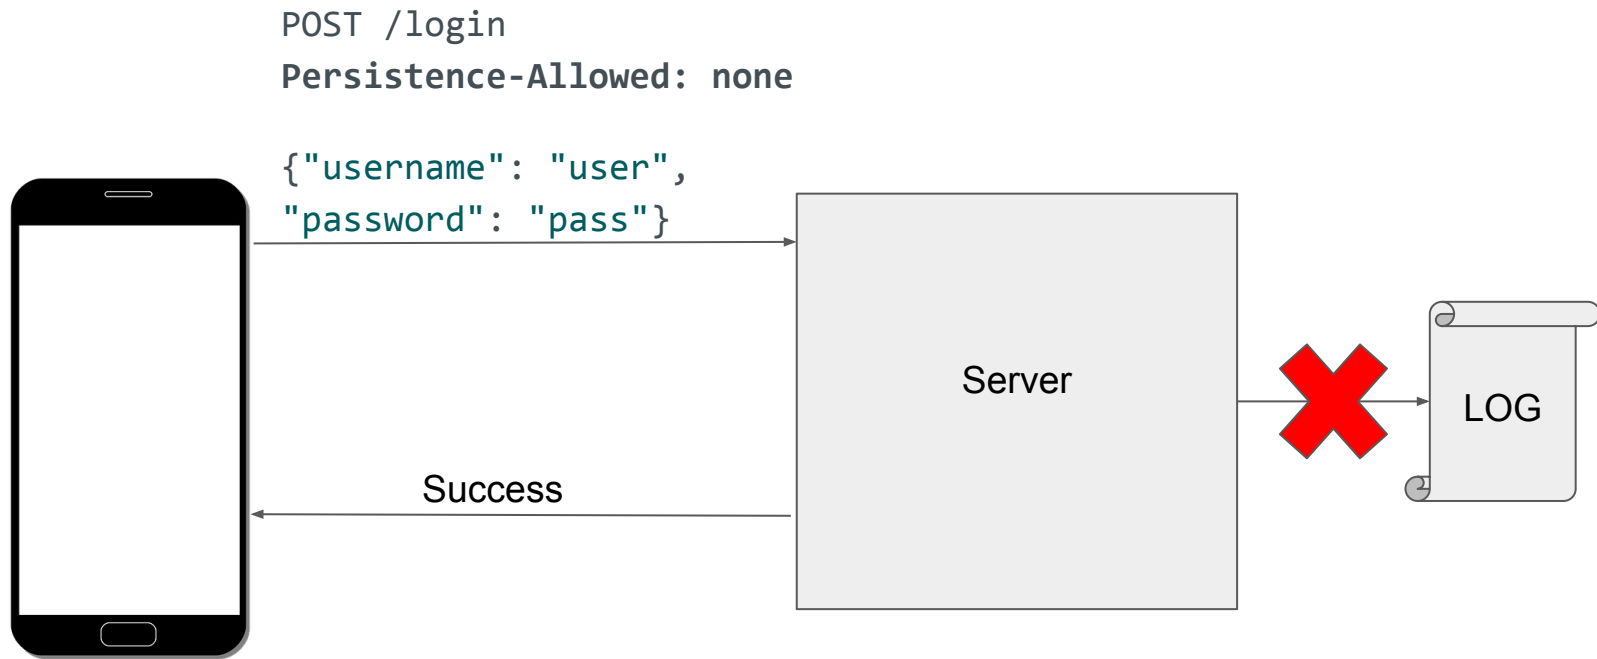 POST /login
Persistence-Allowed: none
{"username": "user",
"password": "pass"}
Server
LOG
Success